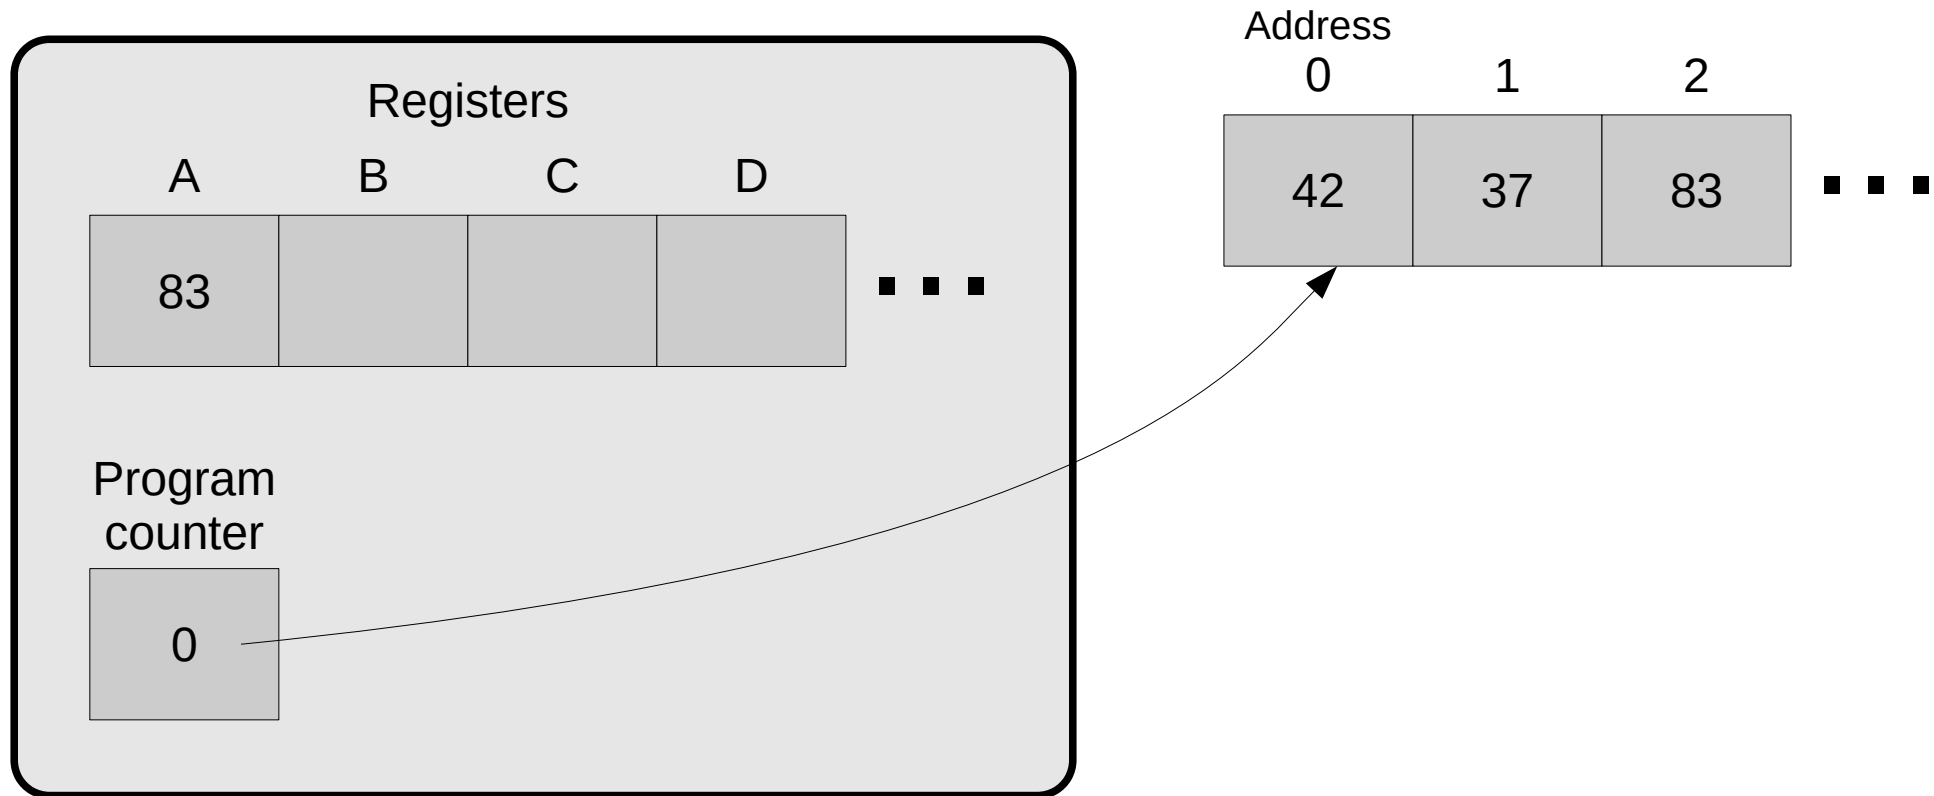 Registers
A B C D
83
Program
counter
0
Address
0 1 2
42 37 83